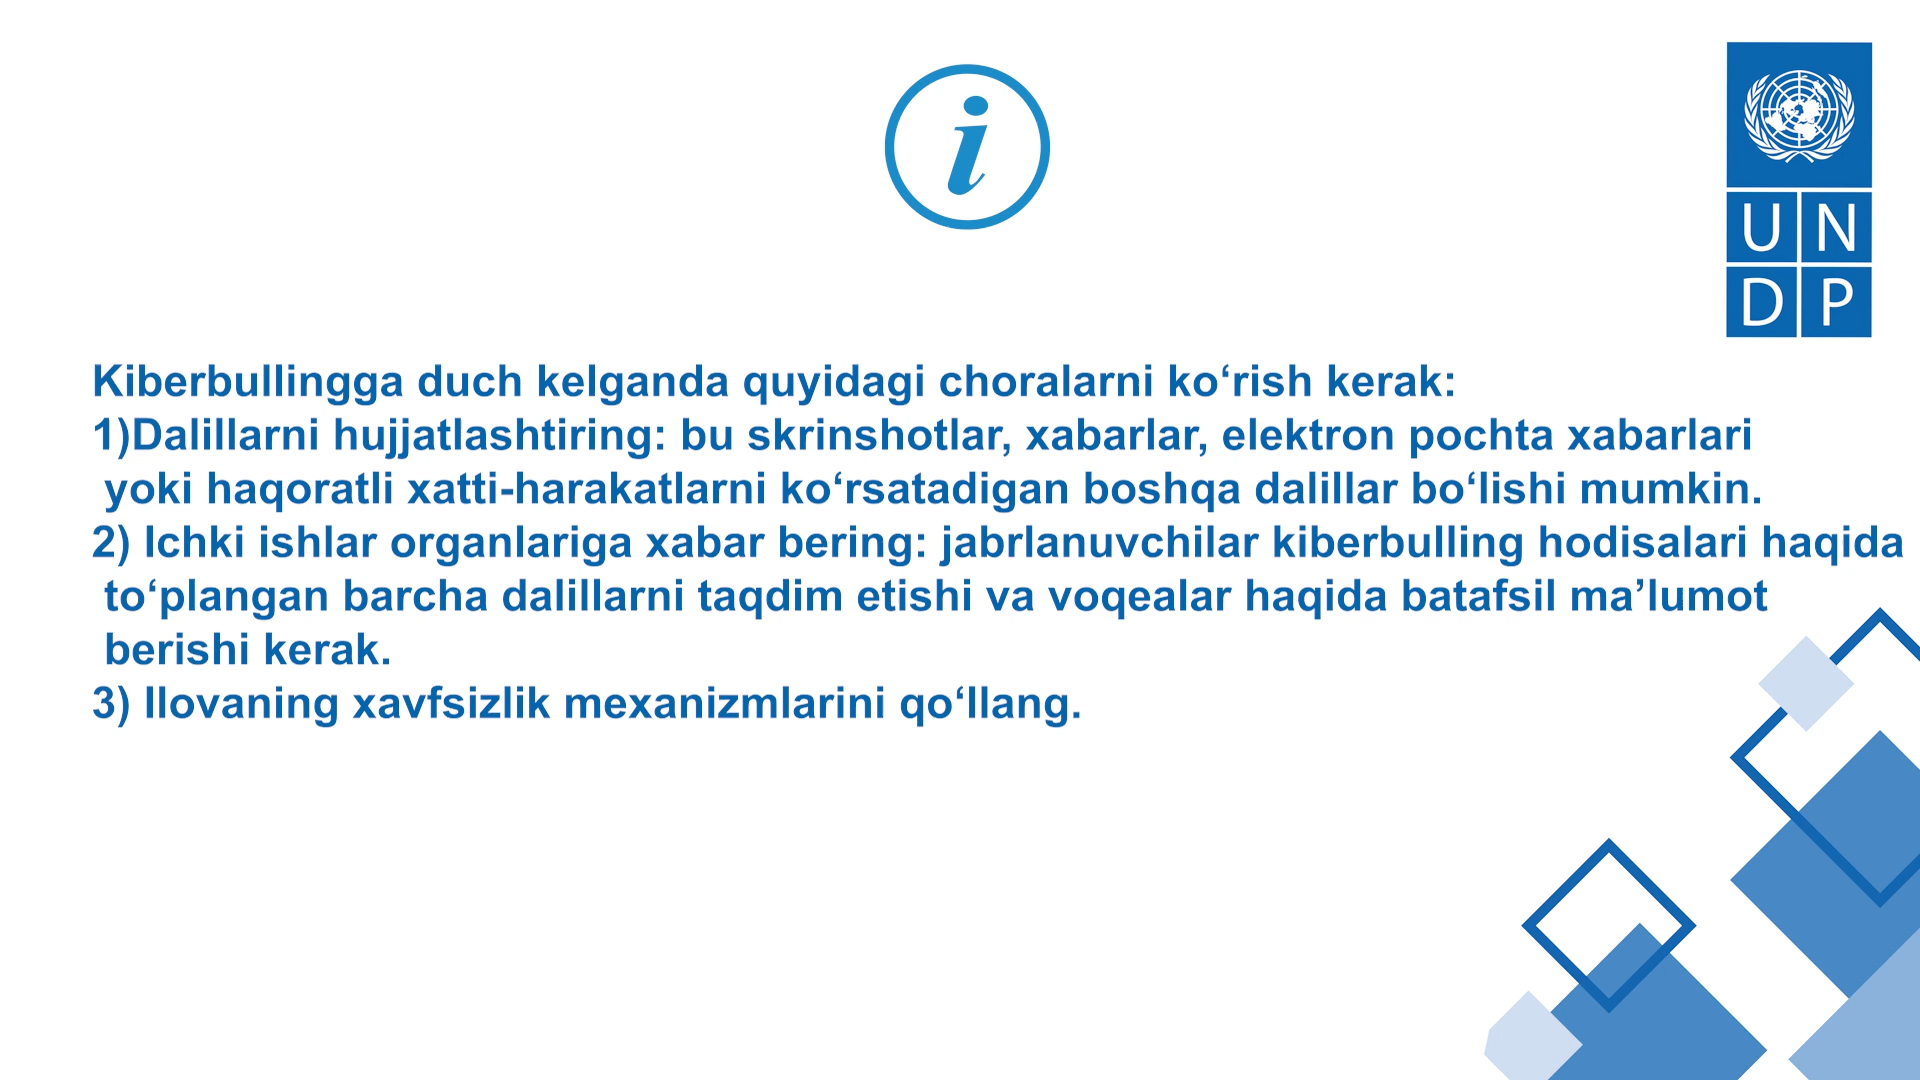 i
UN
DP
Kiberbullingga duch kelganda quyidagi choralarni ko‘rish kerak:
1)Dalillarni hujjatlashtiring: bu skrinshotlar, xabarlar, elektron pochta xabarlari
yoki haqoratli xatti-harakatlarni ko‘rsatadigan boshqa dalillar bo‘lishi mumkin.
2) Ichki ishlar organlariga xabar bering: jabrlanuvchilar kiberbulling hodisalari haqida
to‘plangan barcha dalillarni taqdim etishi va voqealar haqida batafsil ma’lumot
berishi kerak.
3) Ilovaning xavfsizlik mexanizmlarini qo‘llang.